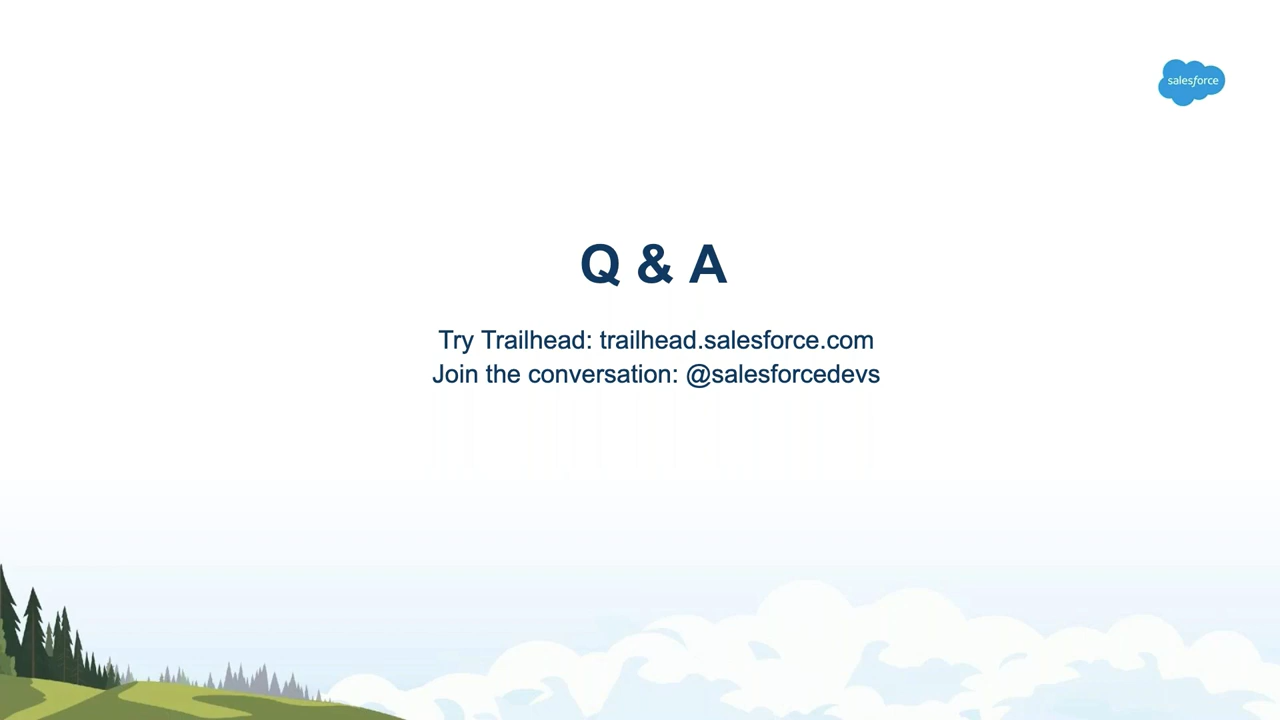 salesforce
Q & A
Try Trailhead: trailhead.salesforce.com
Join the conversation: @salesforcedevs